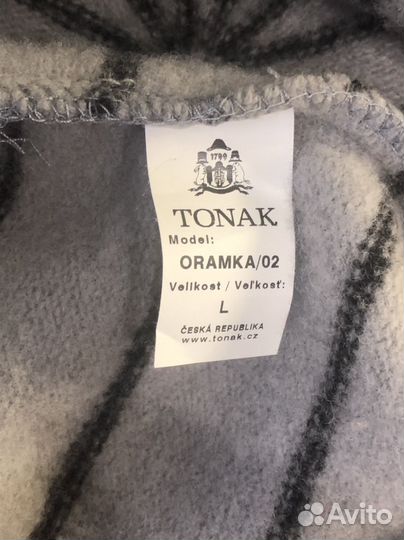 1799
TONAK
Model:
ORAMKA/02
Velikost / Veľkosť:
L
ČESKÁ REPUBLIKA
www.tonak.cz
Avito